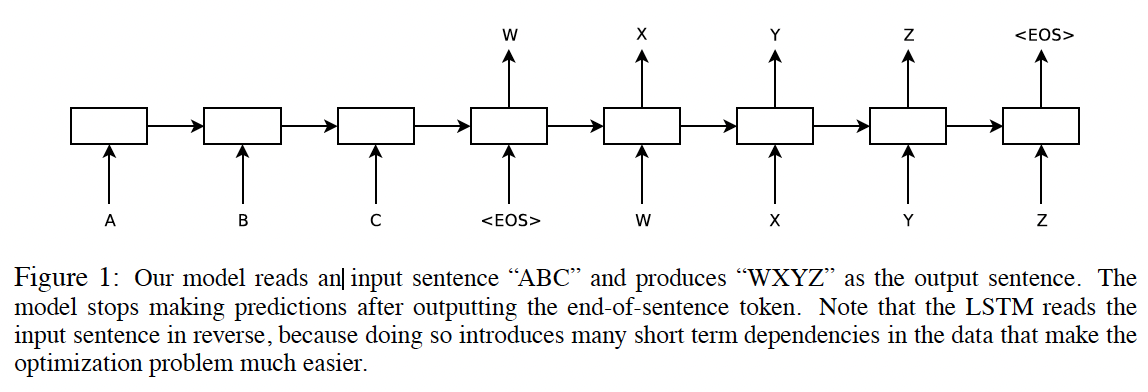 W X Y Z <EOS>
A B C <EOS> W X Y Z
Figure 1: Our model reads an input sentence “ABC” and produces “WXYZ” as the output sentence. The
model stops making predictions after outputting the end-of-sentence token. Note that the LSTM reads the
input sentence in reverse, because doing so introduces many short term dependencies in the data that make the
optimization problem much easier.